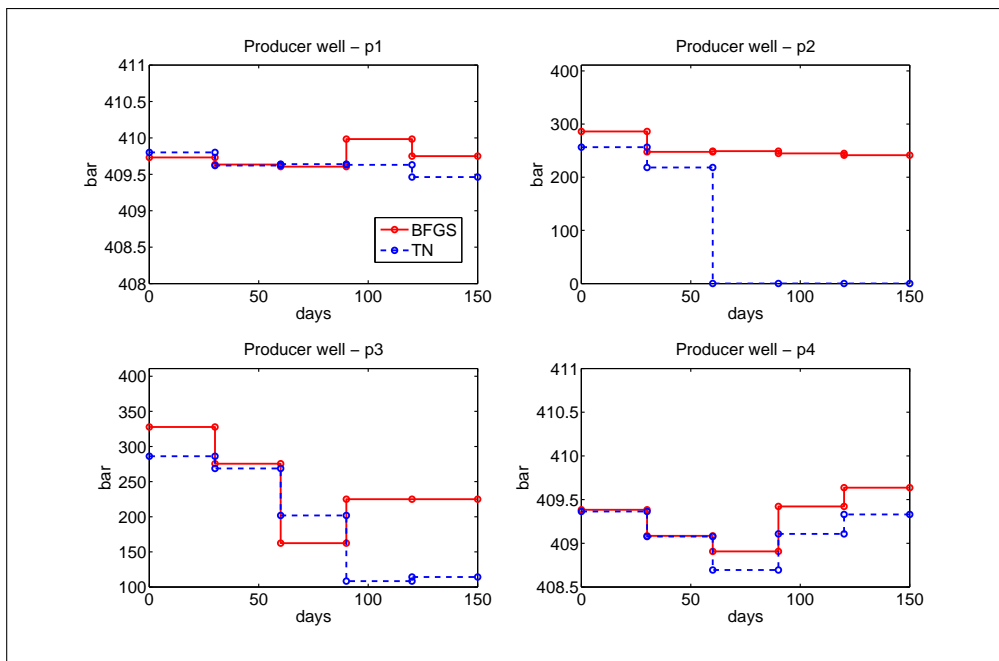 Producer well – p1
411
410.5
410
409.5
409
408.5
408
bar
0
50
100
150
days
BFGS
TN
Producer well – p2
400
300
200
100
0
bar
0
50
100
150
days
Producer well – p3
400
350
300
250
200
150
100
bar
0
50
100
150
days
Producer well – p4
411
410.5
410
409.5
409
408.5
bar
0
50
100
150
days